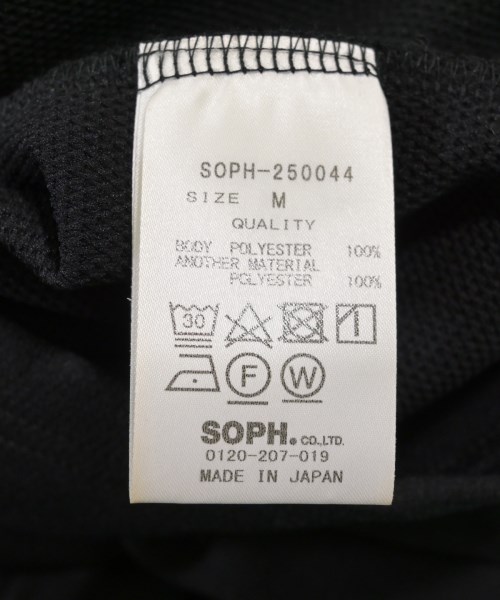 SOPH-250044
SIZE M
QUALITY
BODY POLYESTER 100%
ANOTHER MATERIAL
POLYESTER 100%
30
F W
SOPH. CO.,LTD.
0120-207-019
MADE IN JAPAN